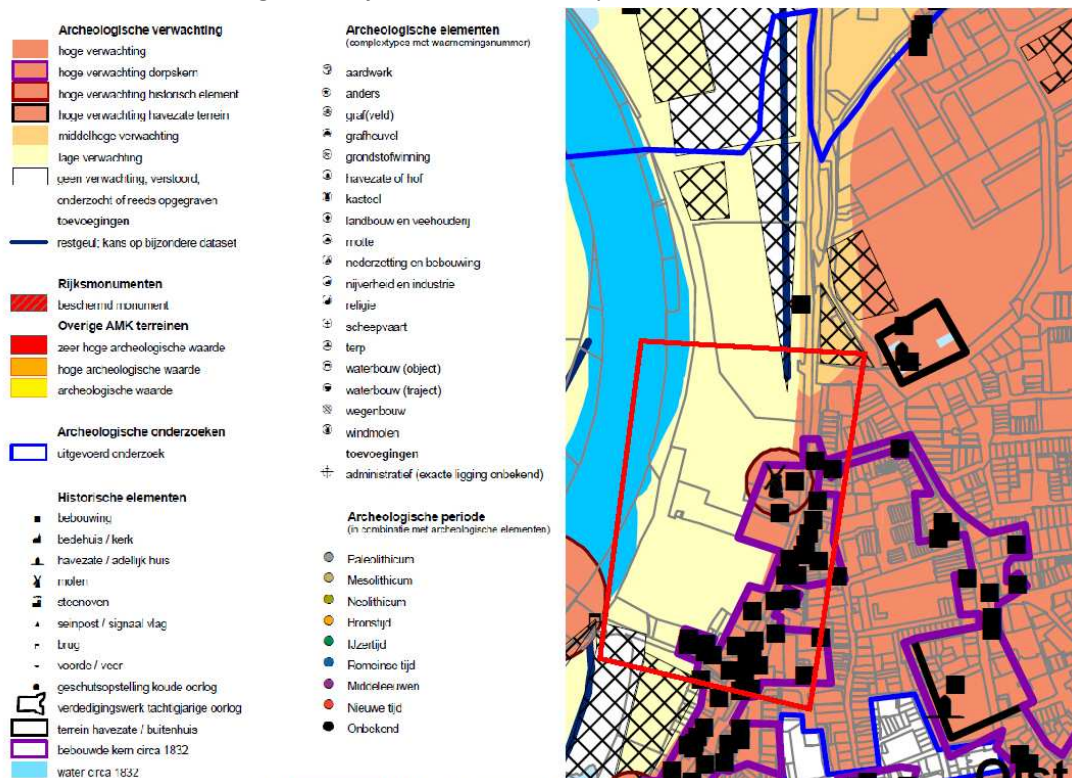 Archeologische verwachting
hoge verwachting
hoge verwachting dorpskern
hoge verwachting historisch element
hoge verwachting havezate terrein
middelhoge verwachting
lage verwachting
geen verwachting, verstoord,
onderzocht of reeds opgegraven
toevoegingen
restgeul; kans op bijzondere dataset
Rijksmonumenten
beschermd monument
Overige AMK terreinen
zeer hoge archeologische waarde
hoge archeologische waarde
archeologische waarde
Archeologische onderzoeken
uitgevoerd onderzoek
Historische elementen
bebouwing
bedehuis / kerk
havezate / adelijk huis
molen
steenoven
seinpost / signaal vlag
brug
voorde / veer
geschutsopstelling koude oorlog
verdedigingswerk tachtigjarige oorlog
terrein havezate / buitenhuis
bebouwde kern circa 1832
water circa 1832
Archeologische elementen
(complextypes met waarnemingsnummer)
aardwerk
anders
graf(veld)
grafheuvel
grondstofwinning
havezate of hof
kasteel
landbouw en veehouderij
motte
nederzetting en bebouwing
nijverheid en industrie
religie
scheepvaart
terp
waterbouw (object)
waterbouw (traject)
wegenbouw
windmolen
toevoegingen
administratief (exacte ligging onbekend)
Archeologische periode
(in combinatie met archeologische elementen)
Paleolithicum
Mesolithicum
Neolithicum
Bronstijd
IJzertijd
Romeinse tijd
Middeleeuwen
Nieuwe tijd
Onbekend